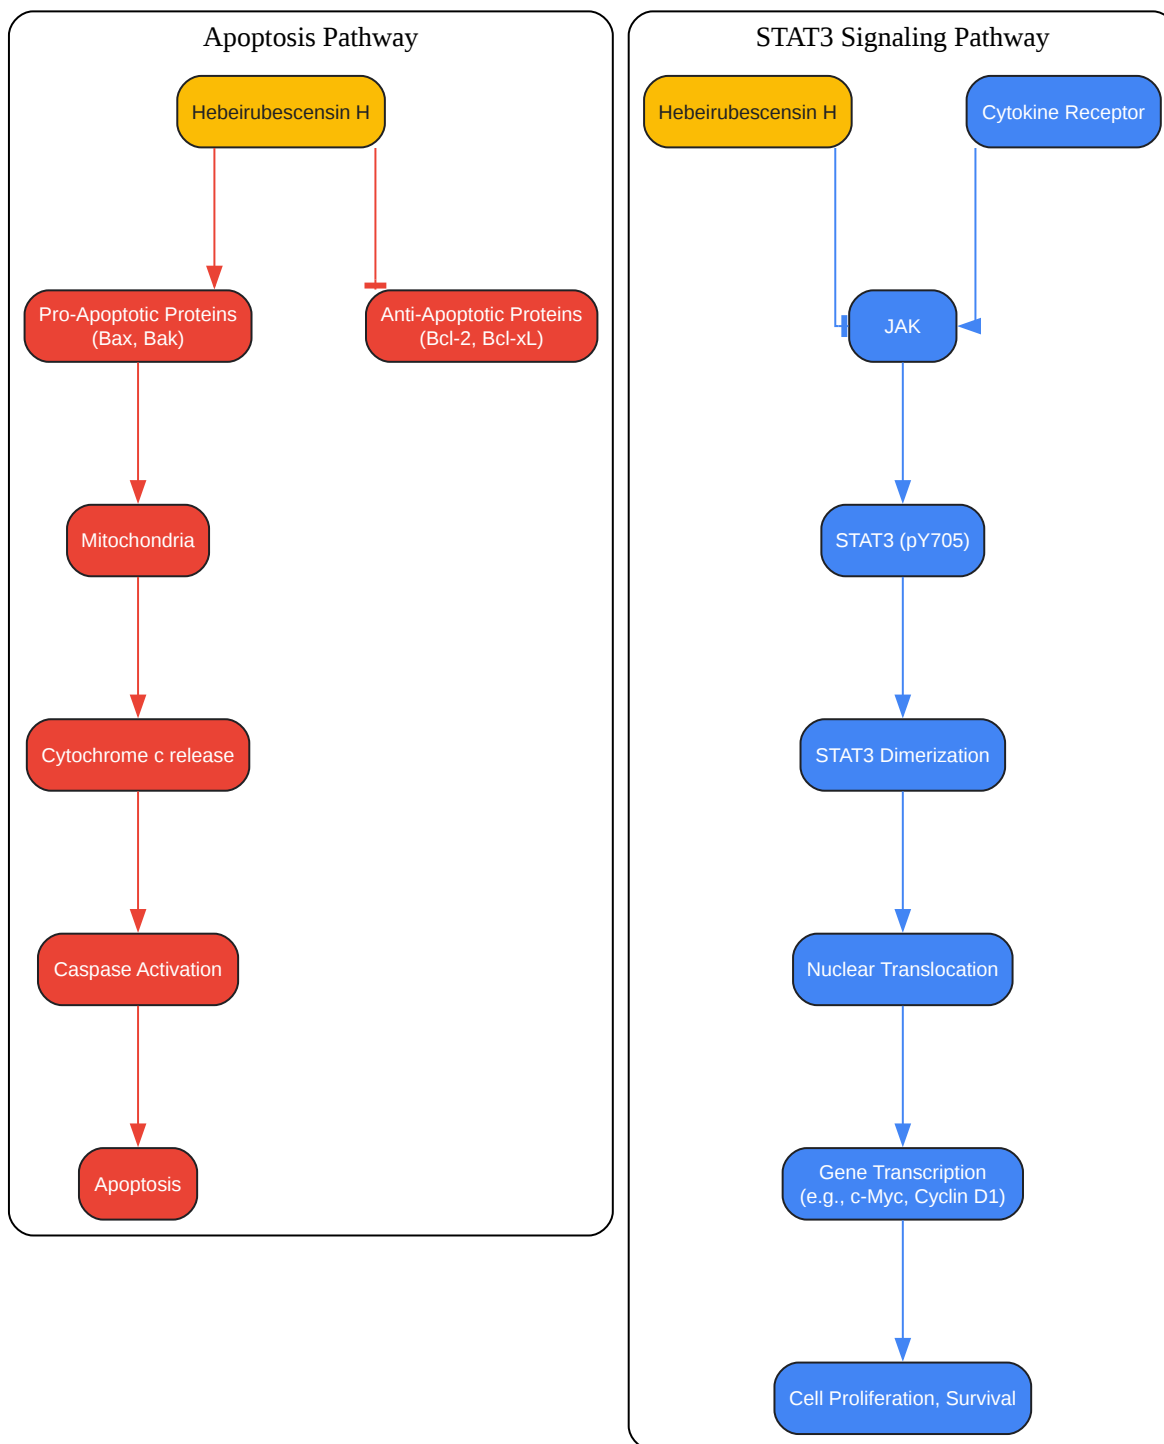 Apoptosis Pathway
Hebeirubescensin H
Pro-Apoptotic Proteins
(Bax, Bak)
Anti-Apoptotic Proteins
(Bcl-2, Bcl-xL)
Mitochondria
Cytochrome c release
Caspase Activation
Apoptosis
STAT3 Signaling Pathway
Hebeirubescensin H
Cytokine Receptor
JAK
STAT3 (pY705)
STAT3 Dimerization
Nuclear Translocation
Gene Transcription
(e.g., c-Myc, Cyclin D1)
Cell Proliferation, Survival